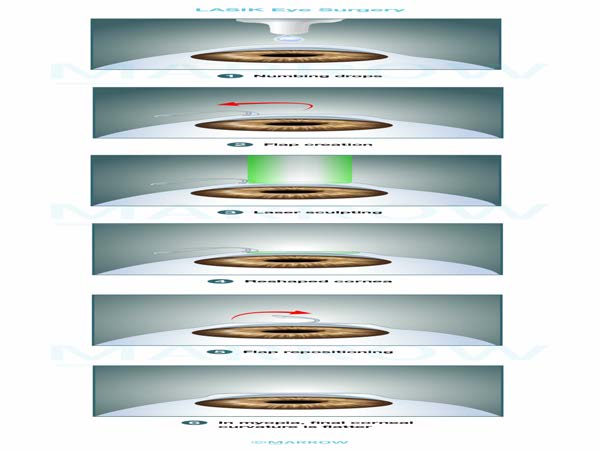 LASIK Eye Surgery
1 Numbing drops
2 Flap creation
3 Laser sculpting
4 Reshaped cornea
5 Flap repositioning
6 In myopia, final corneal
curvature is flatter
©MARROW